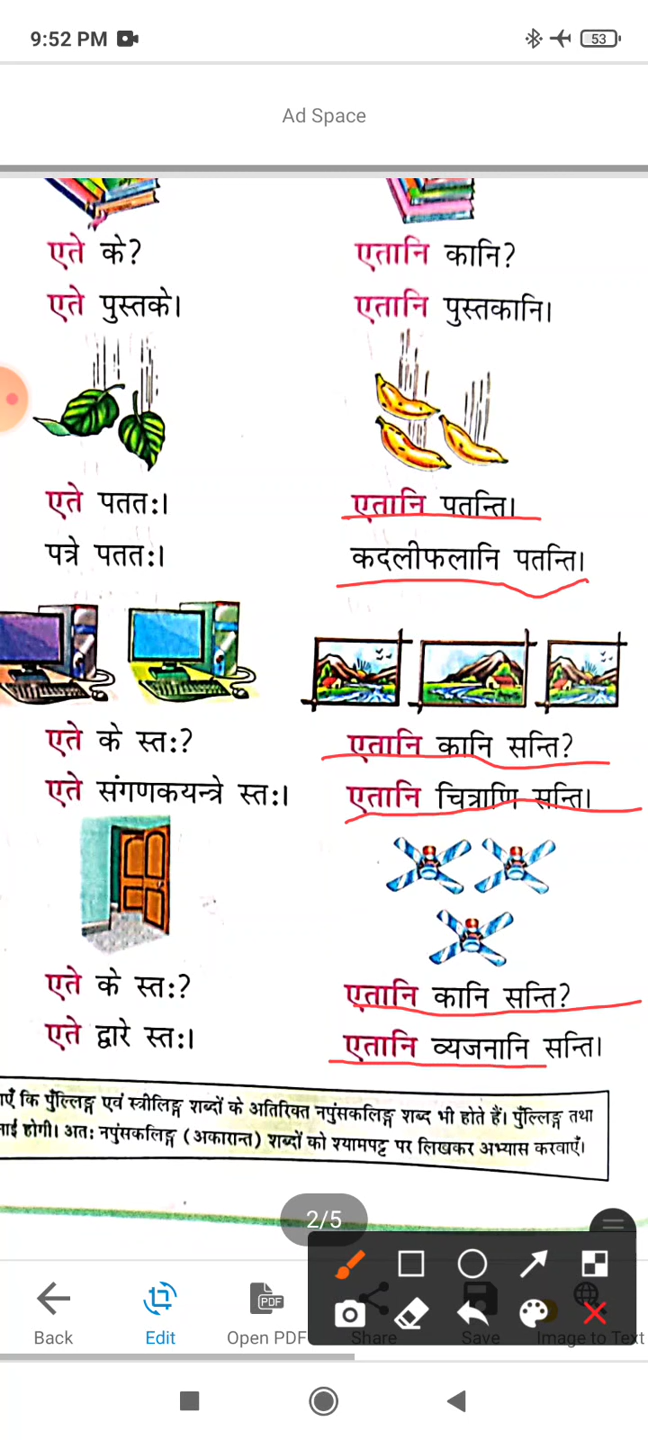 9:52 PM
53
Ad Space
एते के?
एते पुस्तके।
एतानि कानि?
एतानि पुस्तकानि।
एते पततः।
पत्रे पततः।
एतानि पतन्ति।
कदलीफलानि पतन्ति।
एते के स्तः?
एते संगणकयन्त्रे स्तः।
एतानि कानि सन्ति?
एतानि चित्राणि सन्ति।
एते के स्तः?
एते द्वारे स्तः।
एतानि कानि सन्ति?
एतानि व्यजनानि सन्ति।
कि पुँल्लिङ्ग एवं स्त्रीलिङ्ग शब्दों के अतिरिक्त नपुंसकलिङ्ग शब्द भी होते हैं। पुँल्लिङ्ग तथा
होगी। अतः नपुंसकलिङ्ग (अकारान्त) शब्दों को श्यामपट्ट पर लिखकर अभ्यास करवाएँ।
2/5
PDF
Back
Edit
Open PDF
Share
Save
Image to Text